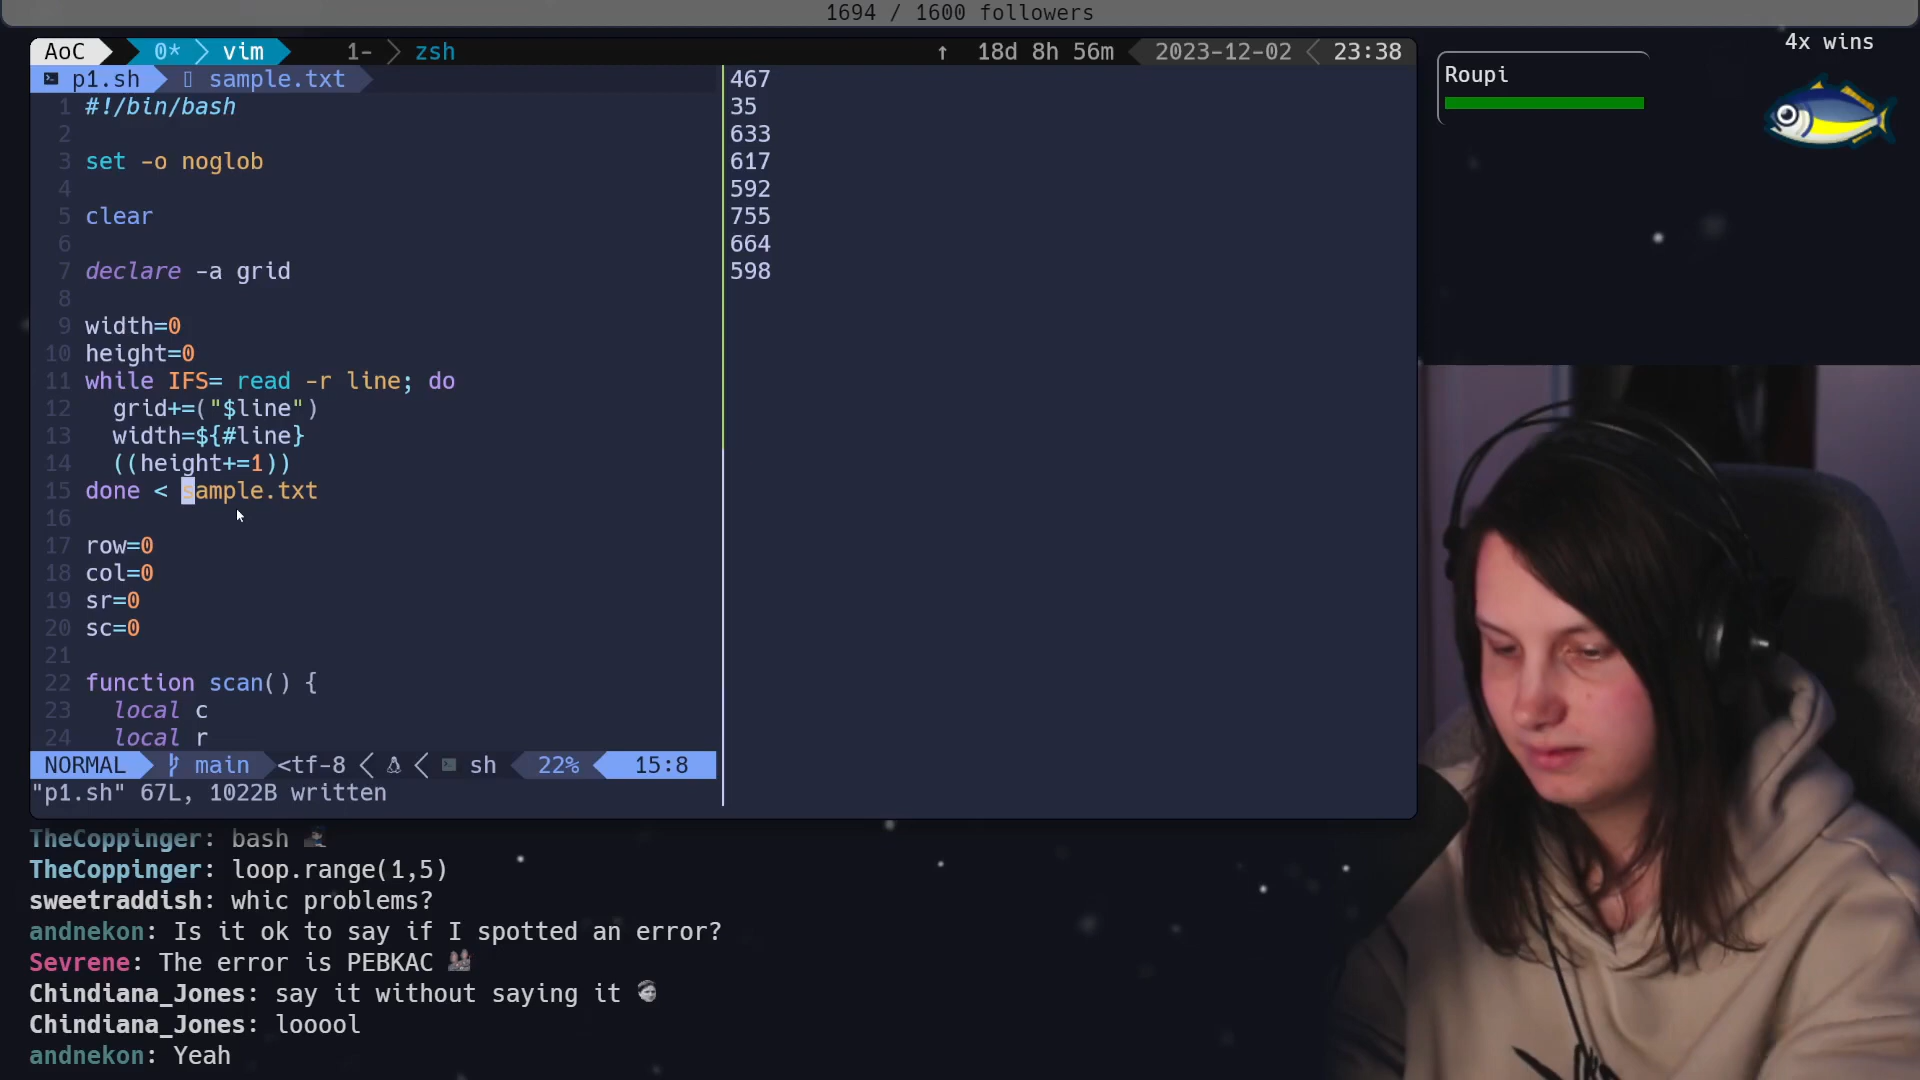 1694 / 1600 followers
AoC 0* vim 1- zsh ↑ 18d 8h 56m 2023-12-02 23:38
4x wins
Roupi
p1.sh sample.txt
1 #!/bin/bash
2
3 set -o noglob
4
5 clear
6
7 declare -a grid
8
9 width=0
10 height=0
11 while IFS= read -r line; do
12 grid+=("$line")
13 width=${#line}
14 ((height+=1))
15 done < sample.txt
16
17 row=0
18 col=0
19 sr=0
20 sc=0
21
22 function scan() {
23 local c
24 local r
NORMAL main <tf-8 sh 22% 15:8
"p1.sh" 67L, 1022B written
467
35
633
617
592
755
664
598
TheCoppinger: bash
TheCoppinger: loop.range(1,5)
sweetraddish: whic problems?
andnekon: Is it ok to say if I spotted an error?
Sevrene: The error is PEBKAC
Chindiana_Jones: say it without saying it
Chindiana_Jones: looool
andnekon: Yeah